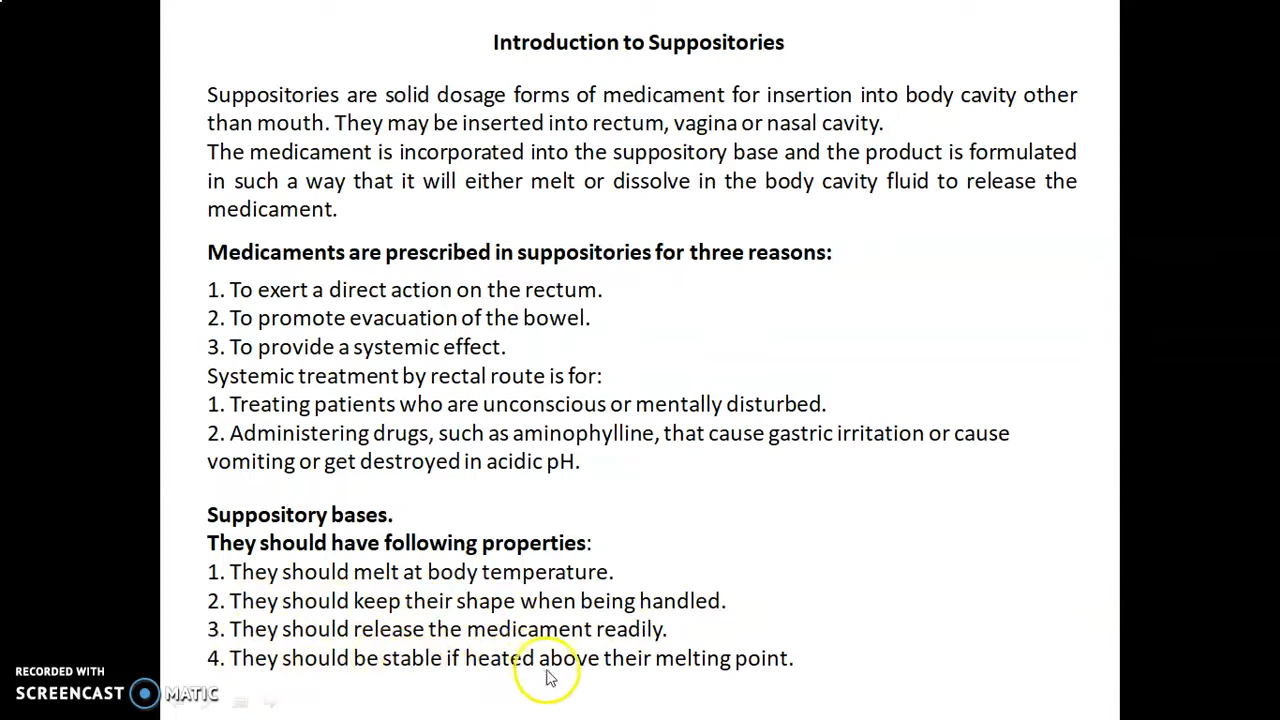 Introduction to Suppositories
Suppositories are solid dosage forms of medicament for insertion into body cavity other
than mouth. They may be inserted into rectum, vagina or nasal cavity.
The medicament is incorporated into the suppository base and the product is formulated
in such a way that it will either melt or dissolve in the body cavity fluid to release the
medicament.
Medicaments are prescribed in suppositories for three reasons:
1. To exert a direct action on the rectum.
2. To promote evacuation of the bowel.
3. To provide a systemic effect.
Systemic treatment by rectal route is for:
1. Treating patients who are unconscious or mentally disturbed.
2. Administering drugs, such as aminophylline, that cause gastric irritation or cause
vomiting or get destroyed in acidic pH.
Suppository bases.
They should have following properties:
1. They should melt at body temperature.
2. They should keep their shape when being handled.
3. They should release the medicament readily.
4. They should be stable if heated above their melting point.
RECORDED WITH
SCREENCAST MATIC